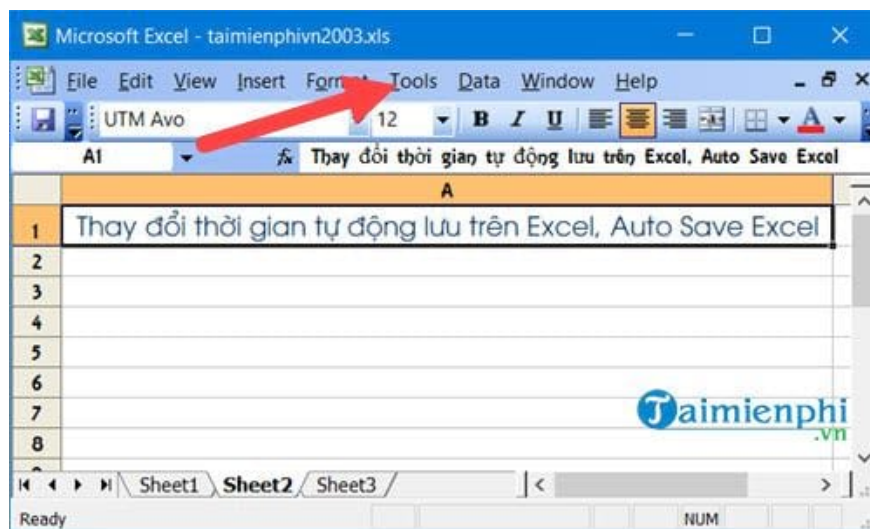 Microsoft Excel - taimienphivn2003.xls
File Edit View Insert Format Tools Data Window Help
UTM Avo 12 B I U A
A1 fx Thay đổi thời gian tự động lưu trên Excel, Auto Save Excel
A
1 Thay đổi thời gian tự động lưu trên Excel, Auto Save Excel
2
3
4
5
6
7
8
Taimienphi
.vn
Sheet1 Sheet2 Sheet3
Ready NUM